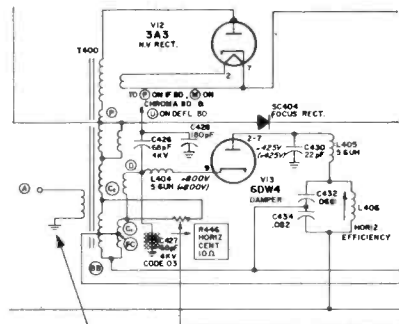 V12
3A3
H.V. RECT.
T400
2
7
TO P ON IF BD, M ON
CHROMA BD &
U ON DEFL BD
SC404
FOCUS RECT.
P
C426
68pF
4KV
C428
180pF
2-7
-425V
(-425V)
C430
22pF
L405
5.6UH
D
L404
5.6UH
+800V
(+800V)
9
V13
6DW4
DAMPER
A
C432
.068
C434
.082
L406
HORIZ
EFFICIENCY
R446
HORIZ
CENT
10Ω
C427
4KV
CODE 03
BB